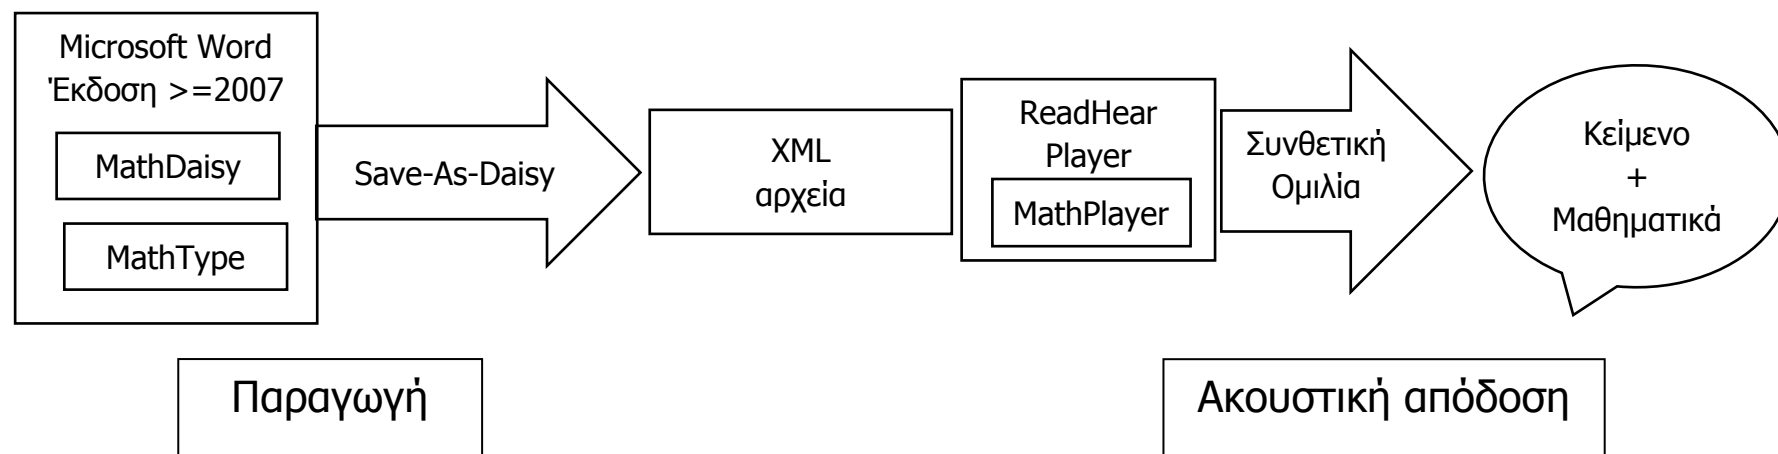 Microsoft Word
Έκδοση >=2007
MathDaisy
MathType
Save-As-Daisy
XML
αρχεία
ReadHear
Player
MathPlayer
Συνθετική
Ομιλία
Κείμενο
+
Μαθηματικά
Παραγωγή
Ακουστική απόδοση